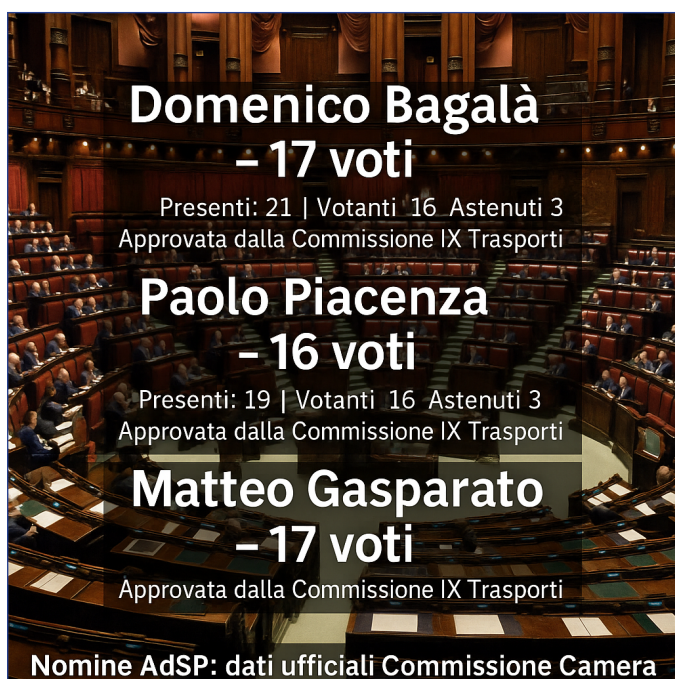 Domenico Bagalà
– 17 voti
Presenti: 21 | Votanti 16 Astenuti 3
Approvata dalla Commissione IX Trasporti
Paolo Piacenza
– 16 voti
Presenti: 19 | Votanti 16 Astenuti 3
Approvata dalla Commissione IX Trasporti
Matteo Gasparato
– 17 voti
Approvata dalla Commissione IX Trasporti
Nomine AdSP: dati ufficiali Commissione Camera